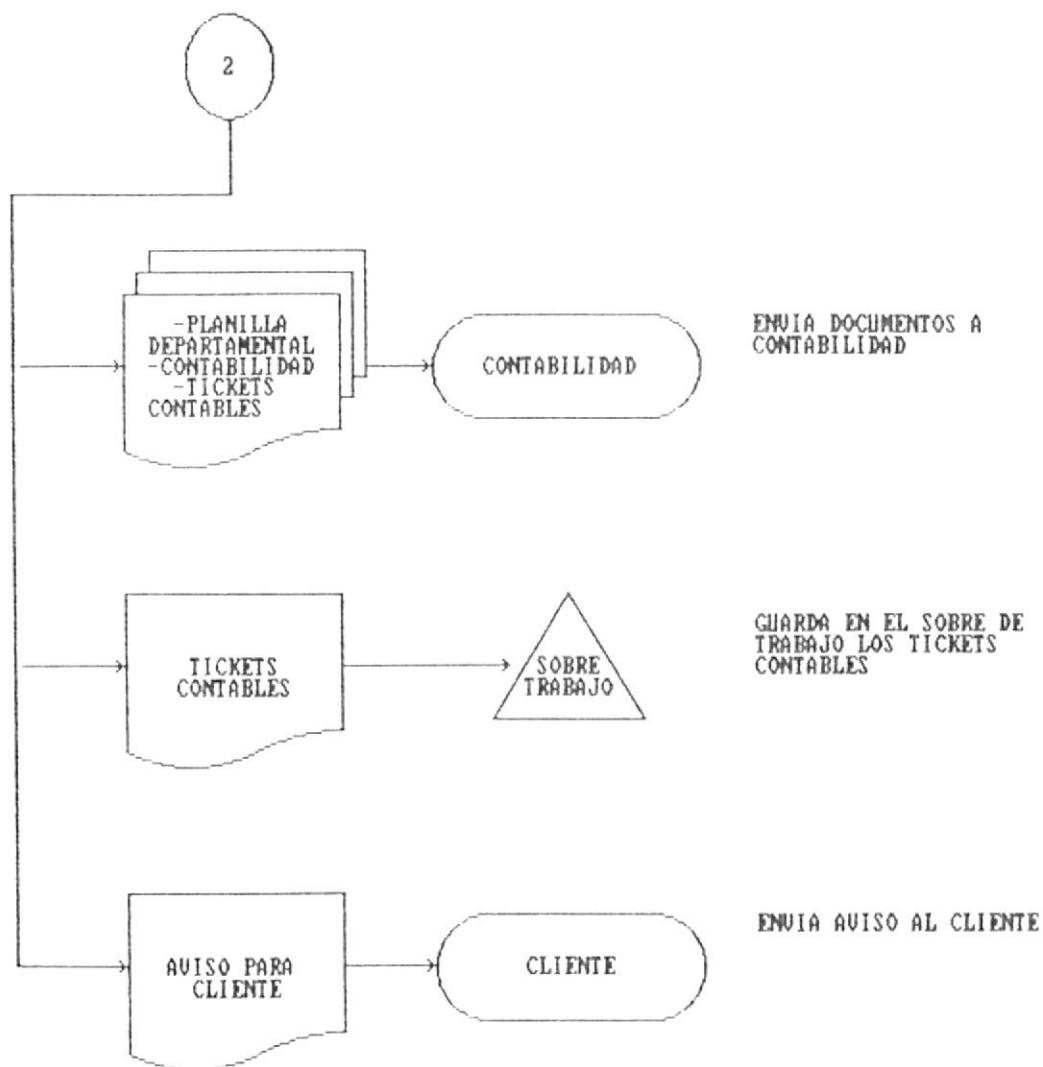 2
-PLANILLA
DEPARTAMENTAL
-CONTABILIDAD
-TICKETS
CONTABLES
CONTABILIDAD
ENVIA DOCUMENTOS A
CONTABILIDAD
TICKETS
CONTABLES
SOBRE
TRABAJO
GUARDA EN EL SOBRE DE
TRABAJO LOS TICKETS
CONTABLES
AVISO PARA
CLIENTE
CLIENTE
ENVIA AVISO AL CLIENTE